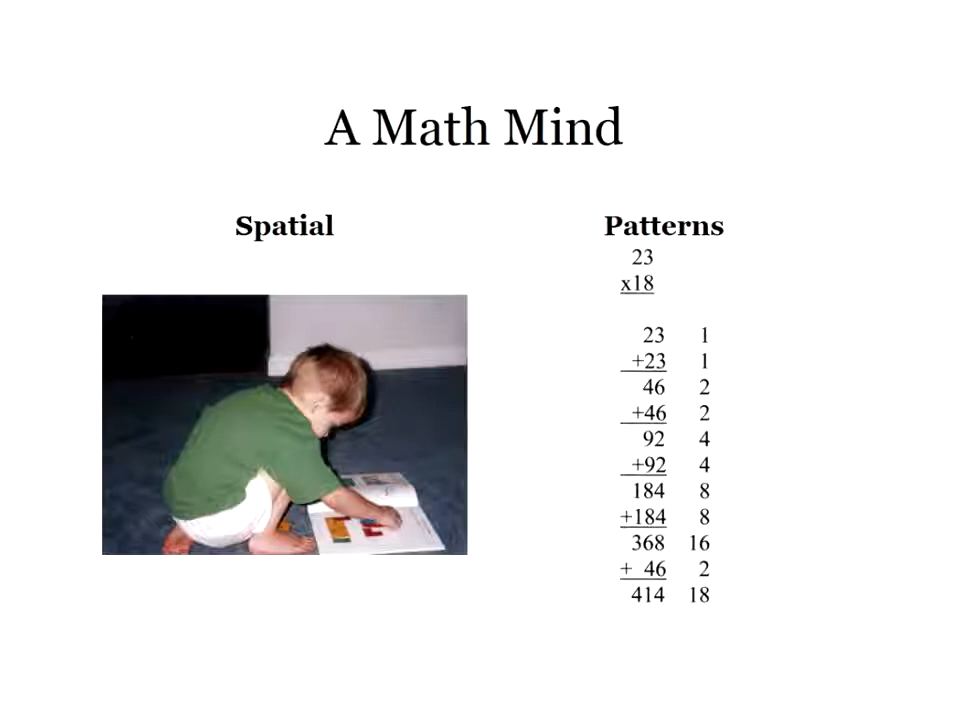 A Math Mind
Spatial
Patterns
23
x18
23 1
+23 1
46 2
+46 2
92 4
+92 4
184 8
+184 8
368 16
+ 46 2
414 18